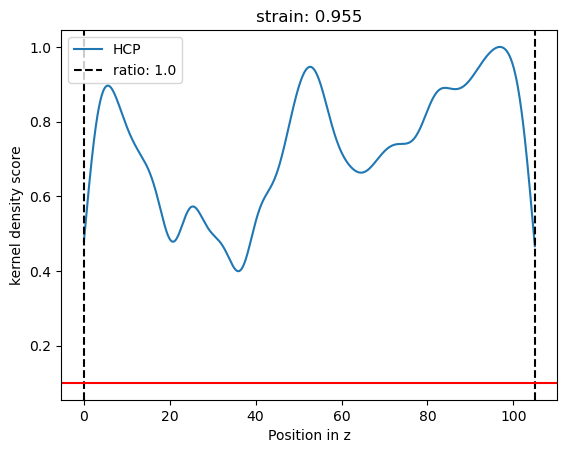 strain: 0.955
HCP
ratio: 1.0
kernel density score
1.0
0.8
0.6
0.4
0.2
0 20 40 60 80 100
Position in z